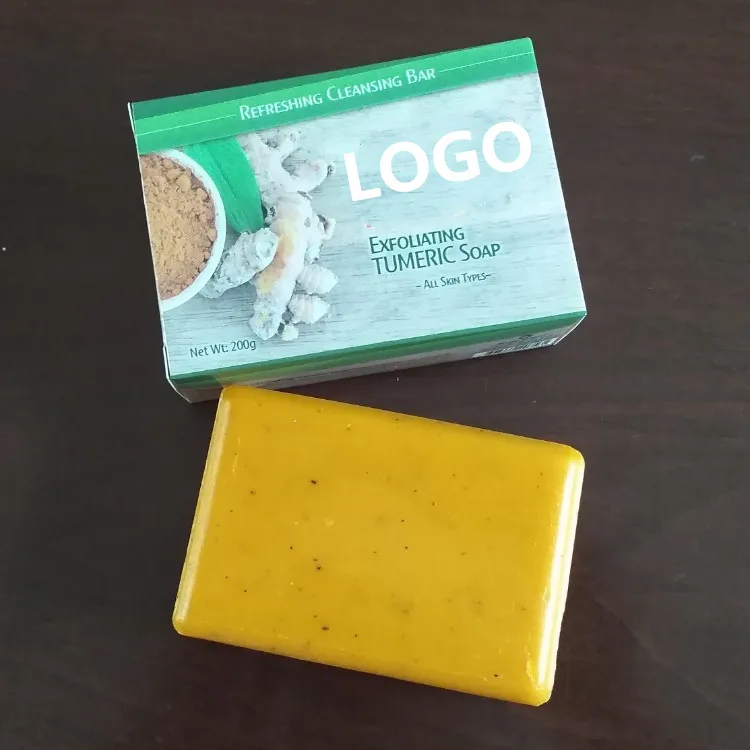 Refreshing Cleansing Bar
LOGO
Exfoliating
TUMERIC Soap
- All Skin Types-
Net Wt: 200g